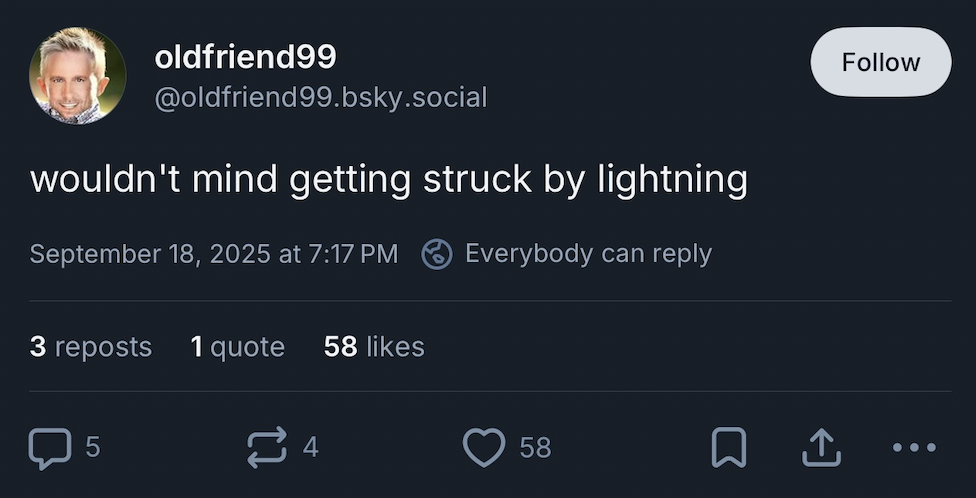 oldfriend99
@oldfriend99.bsky.social
Follow
wouldn't mind getting struck by lightning
September 18, 2025 at 7:17 PM Everybody can reply
3 reposts 1 quote 58 likes
5 4 58